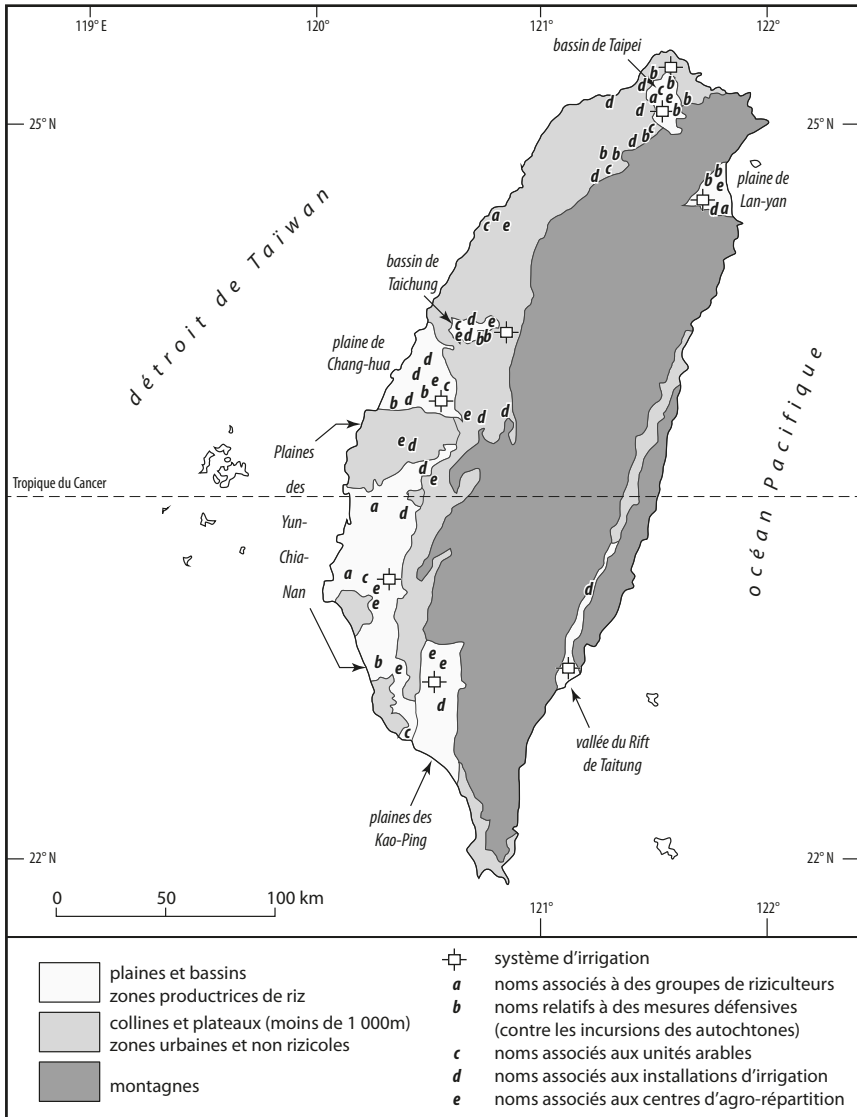 119° E
120°
121°
122°
bassin de Taipei
b
d
b
a
c
b
e
b
d
d
b
25° N
25° N
c
b
d
b
b
c
d
b
b
e
d
a
plaine de
Lan-yan
a
c
e
détroit de Taïwan
bassin de
Taichung
d
e
c
e
d
b
b
plaine de
Chang-hua
d
d
e
c
b
d
b
e
d
d
e
d
Plaines
des
Yun-
Chia-
Nan
d
e
Tropique du Cancer
a
d
a
c
e
e
b
e
e
e
d
c
d
océan Pacifique
vallée du Rift
de Taitung
plaines des
Kao-Ping
22° N
22° N
0 50 100 km
121°
122°
plaines et bassins
zones productrices de riz
collines et plateaux (moins de 1 000m)
zones urbaines et non rizicoles
montagnes
système d'irrigation
a noms associés à des groupes de riziculteurs
b noms relatifs à des mesures défensives
(contre les incursions des autochtones)
c noms associés aux unités arables
d noms associés aux installations d'irrigation
e noms associés aux centres d'agro-répartition